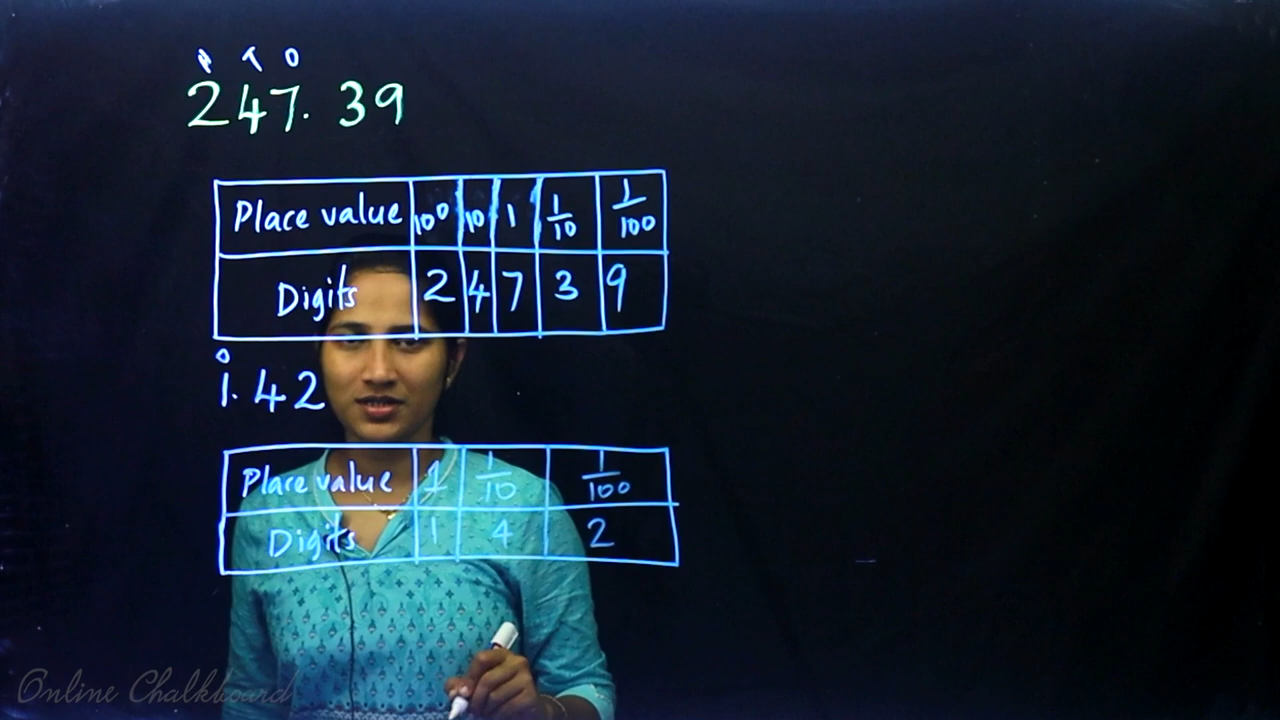 H T O
247.39
Place value 100 10 1 1/10 1/100
Digits 2 4 7 3 9
O
1.42
Place value 1 1/10 1/100
Digits 1 4 2
Online Chalkboard